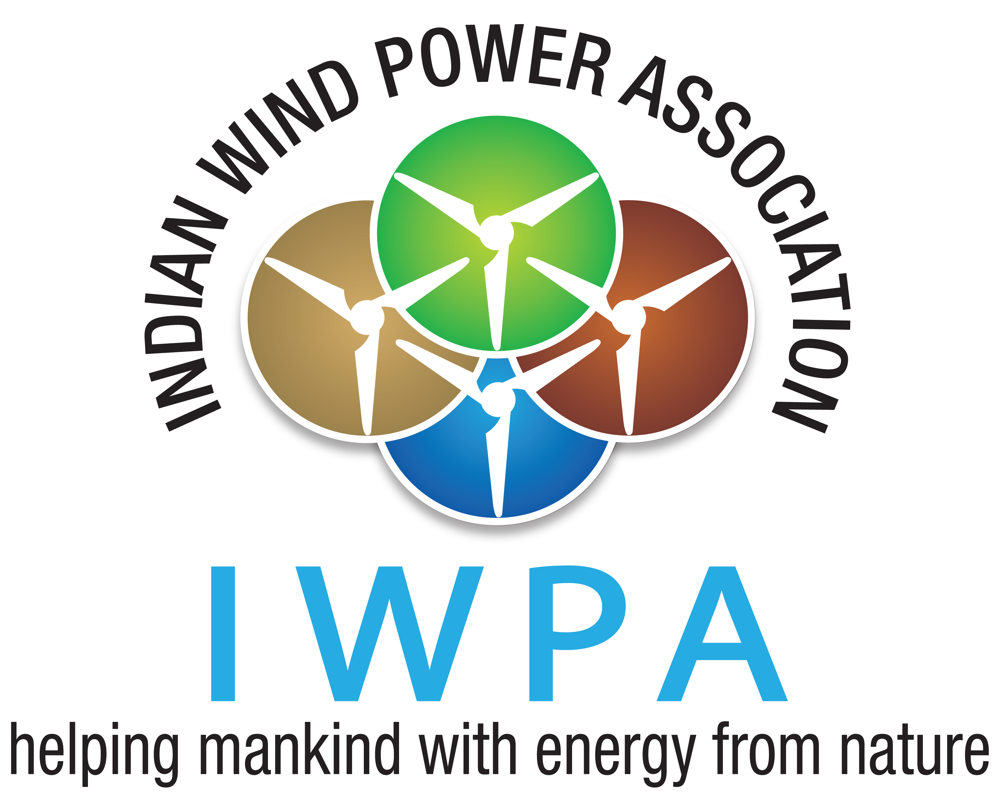 INDIAN WIND POWER ASSOCIATION
IWPA
helping mankind with energy from nature